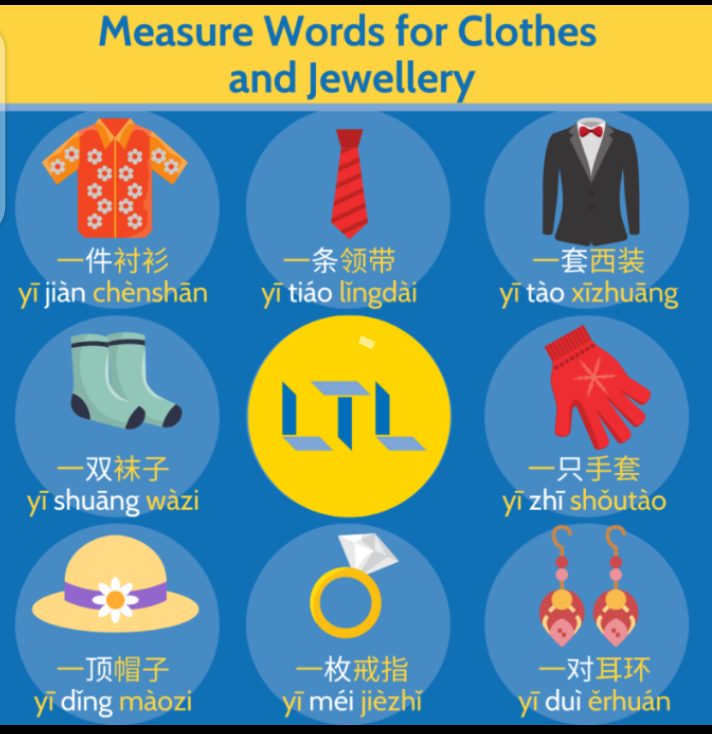 Measure Words for Clothes
and Jewellery
一件衬衫
yī jiàn chènshān
一条领带
yī tiáo lǐngdài
一套西装
yī tào xīzhuāng
一双袜子
yī shuāng wàzi
LTL
一只手套
yī zhī shǒutào
一顶帽子
yī dǐng màozi
一枚戒指
yī méi jièzhǐ
一对耳环
yī duì ěrhuán